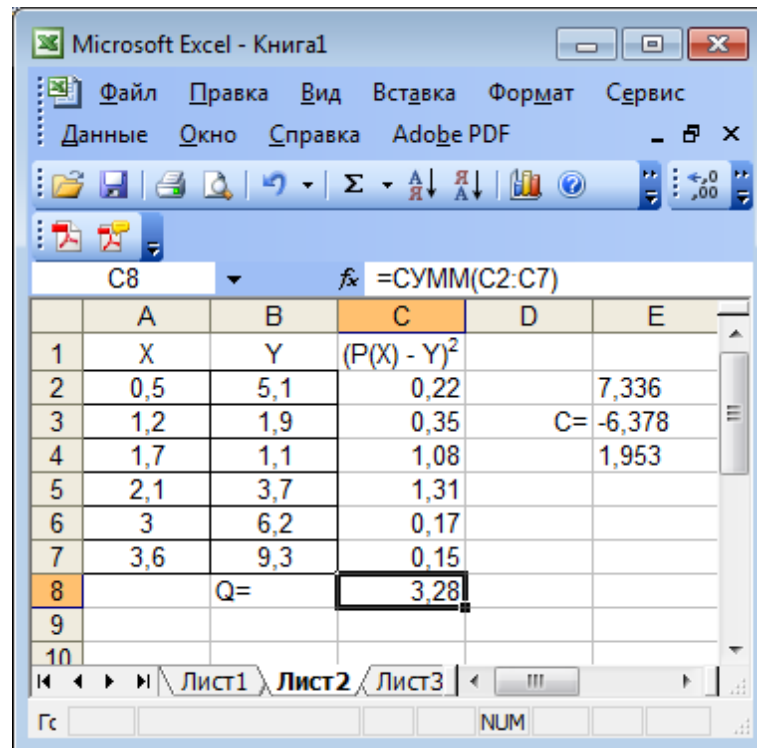 Microsoft Excel - Книга1
Файл Правка Вид Вставка Формат Сервис
Данные Окно Справка Adobe PDF
C8 fx =СУММ(C2:C7)
A B C D E
1 X Y (P(X) - Y)²
2 0,5 5,1 0,22 7,336
3 1,2 1,9 0,35 C= -6,378
4 1,7 1,1 1,08 1,953
5 2,1 3,7 1,31
6 3 6,2 0,17
7 3,6 9,3 0,15
8 Q= 3,28
9
10
Лист1 Лист2 Лист3
Гс NUM